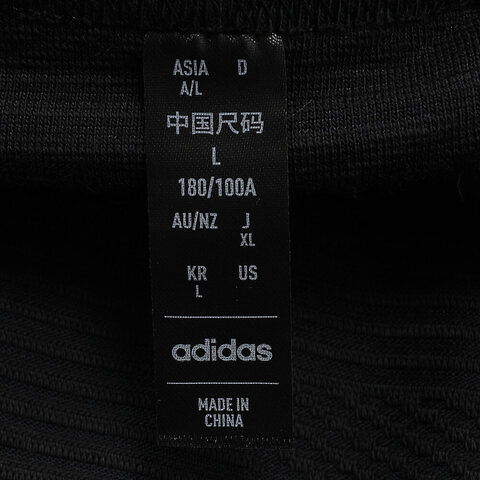 ASIA D
A/L
中国尺码
L
180/100A
AU/NZ J
XL
KR US
L
adidas
MADE IN
CHINA